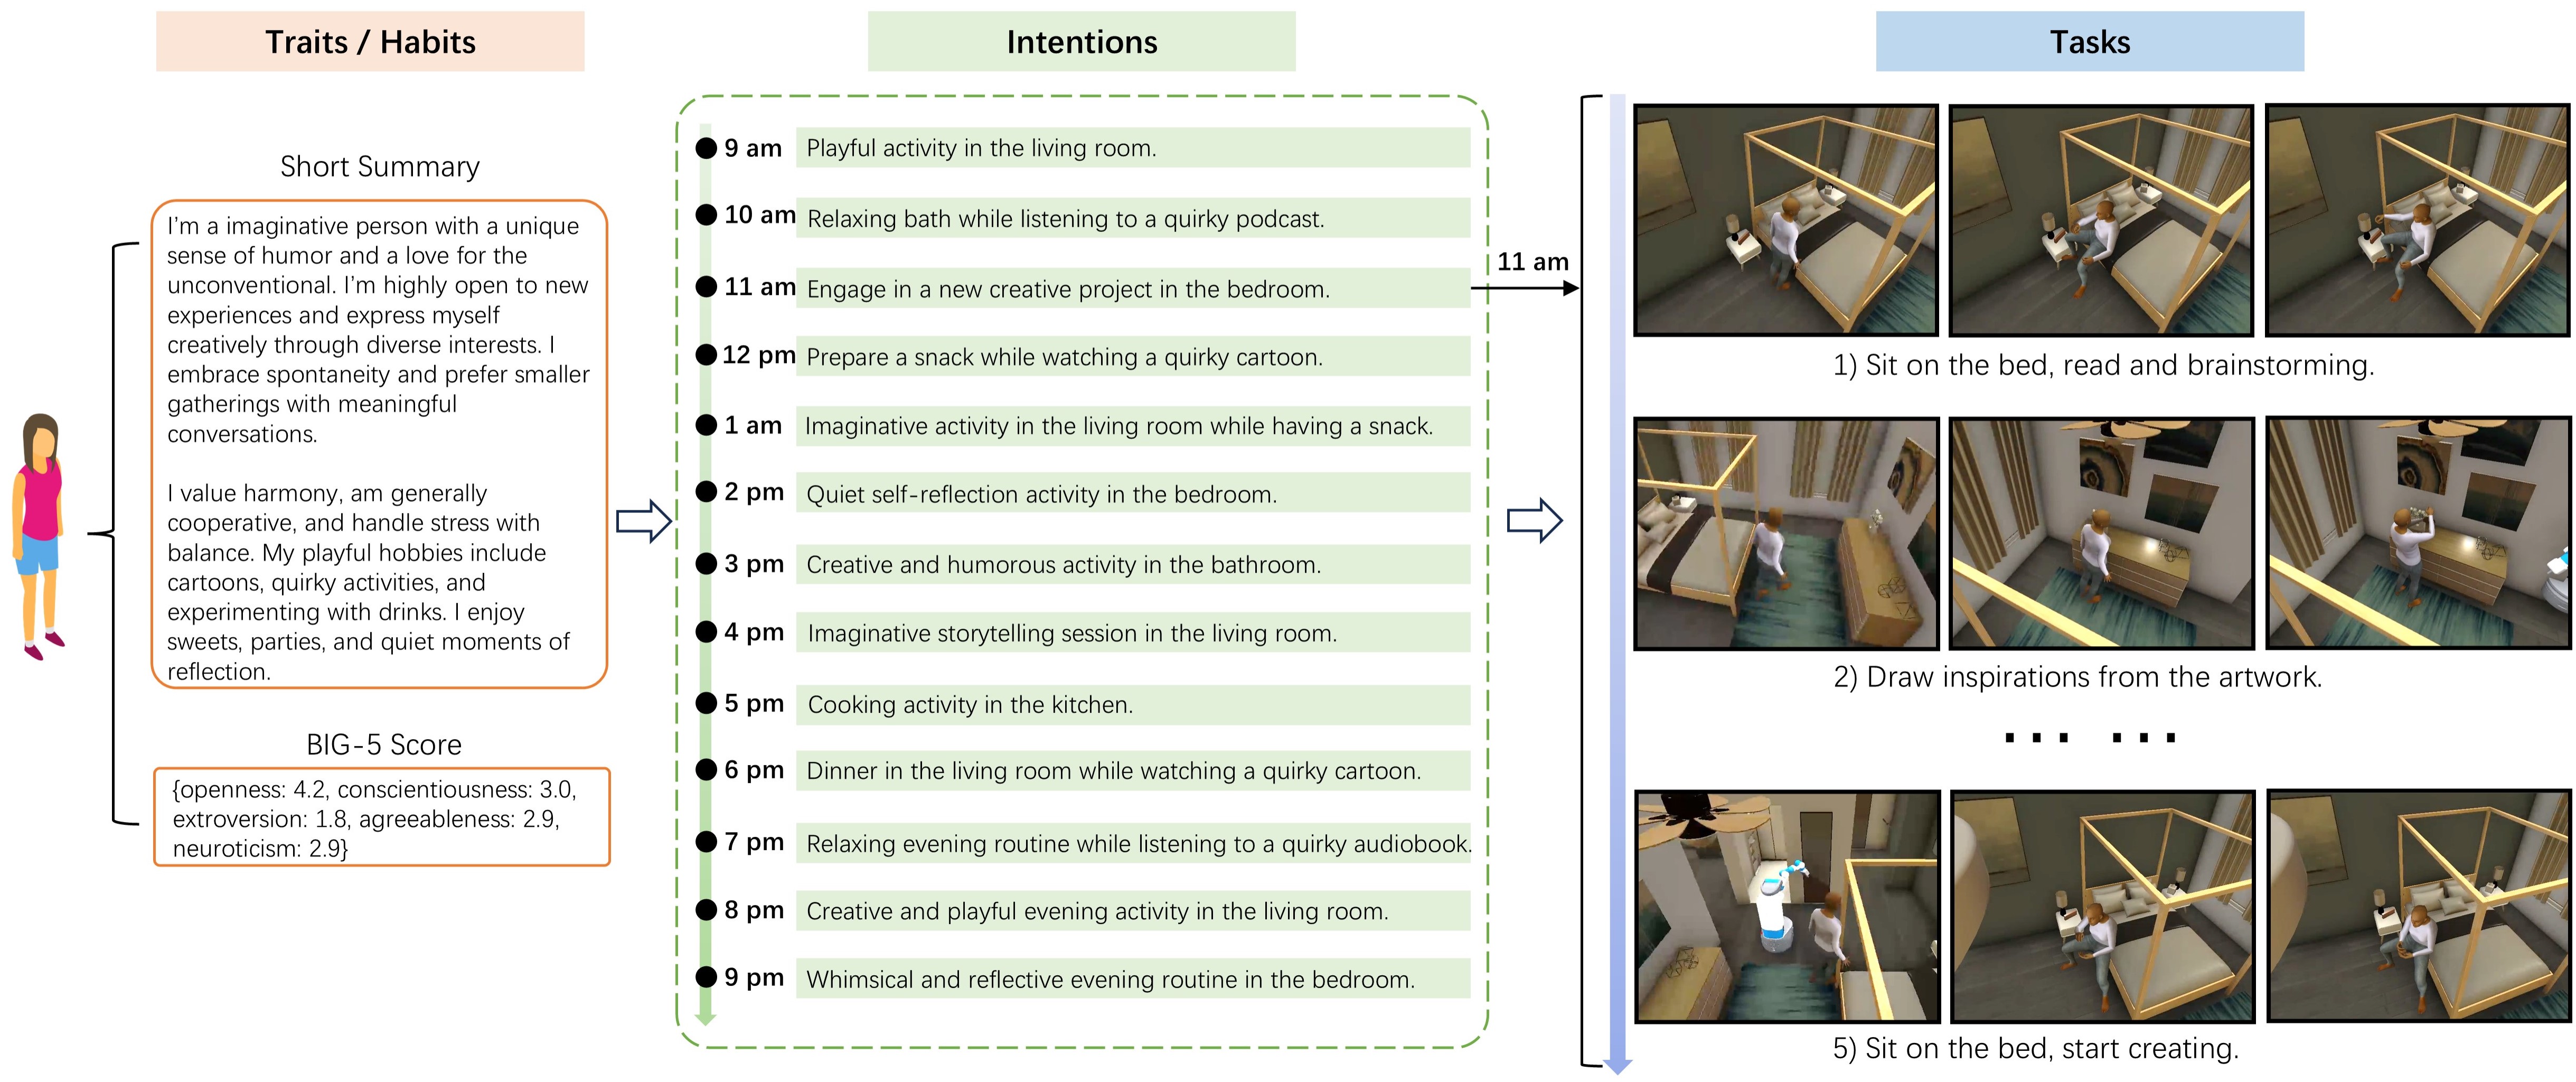 Traits / Habits
Short Summary
I'm a imaginative person with a unique
sense of humor and a love for the
unconventional. I'm highly open to new
experiences and express myself
creatively through diverse interests. I
embrace spontaneity and prefer smaller
gatherings with meaningful
conversations.
I value harmony, am generally
cooperative, and handle stress with
balance. My playful hobbies include
cartoons, quirky activities, and
experimenting with drinks. I enjoy
sweets, parties, and quiet moments of
reflection.
BIG-5 Score
{openness: 4.2, conscientiousness: 3.0,
extroversion: 1.8, agreeableness: 2.9,
neuroticism: 2.9}
Intentions
9 am Playful activity in the living room.
10 am Relaxing bath while listening to a quirky podcast.
11 am Engage in a new creative project in the bedroom.
12 pm Prepare a snack while watching a quirky cartoon.
1 am Imaginative activity in the living room while having a snack.
2 pm Quiet self-reflection activity in the bedroom.
3 pm Creative and humorous activity in the bathroom.
4 pm Imaginative storytelling session in the living room.
5 pm Cooking activity in the kitchen.
6 pm Dinner in the living room while watching a quirky cartoon.
7 pm Relaxing evening routine while listening to a quirky audiobook.
8 pm Creative and playful evening activity in the living room.
9 pm Whimsical and reflective evening routine in the bedroom.
11 am
Tasks
1) Sit on the bed, read and brainstorming.
2) Draw inspirations from the artwork.
... ...
5) Sit on the bed, start creating.